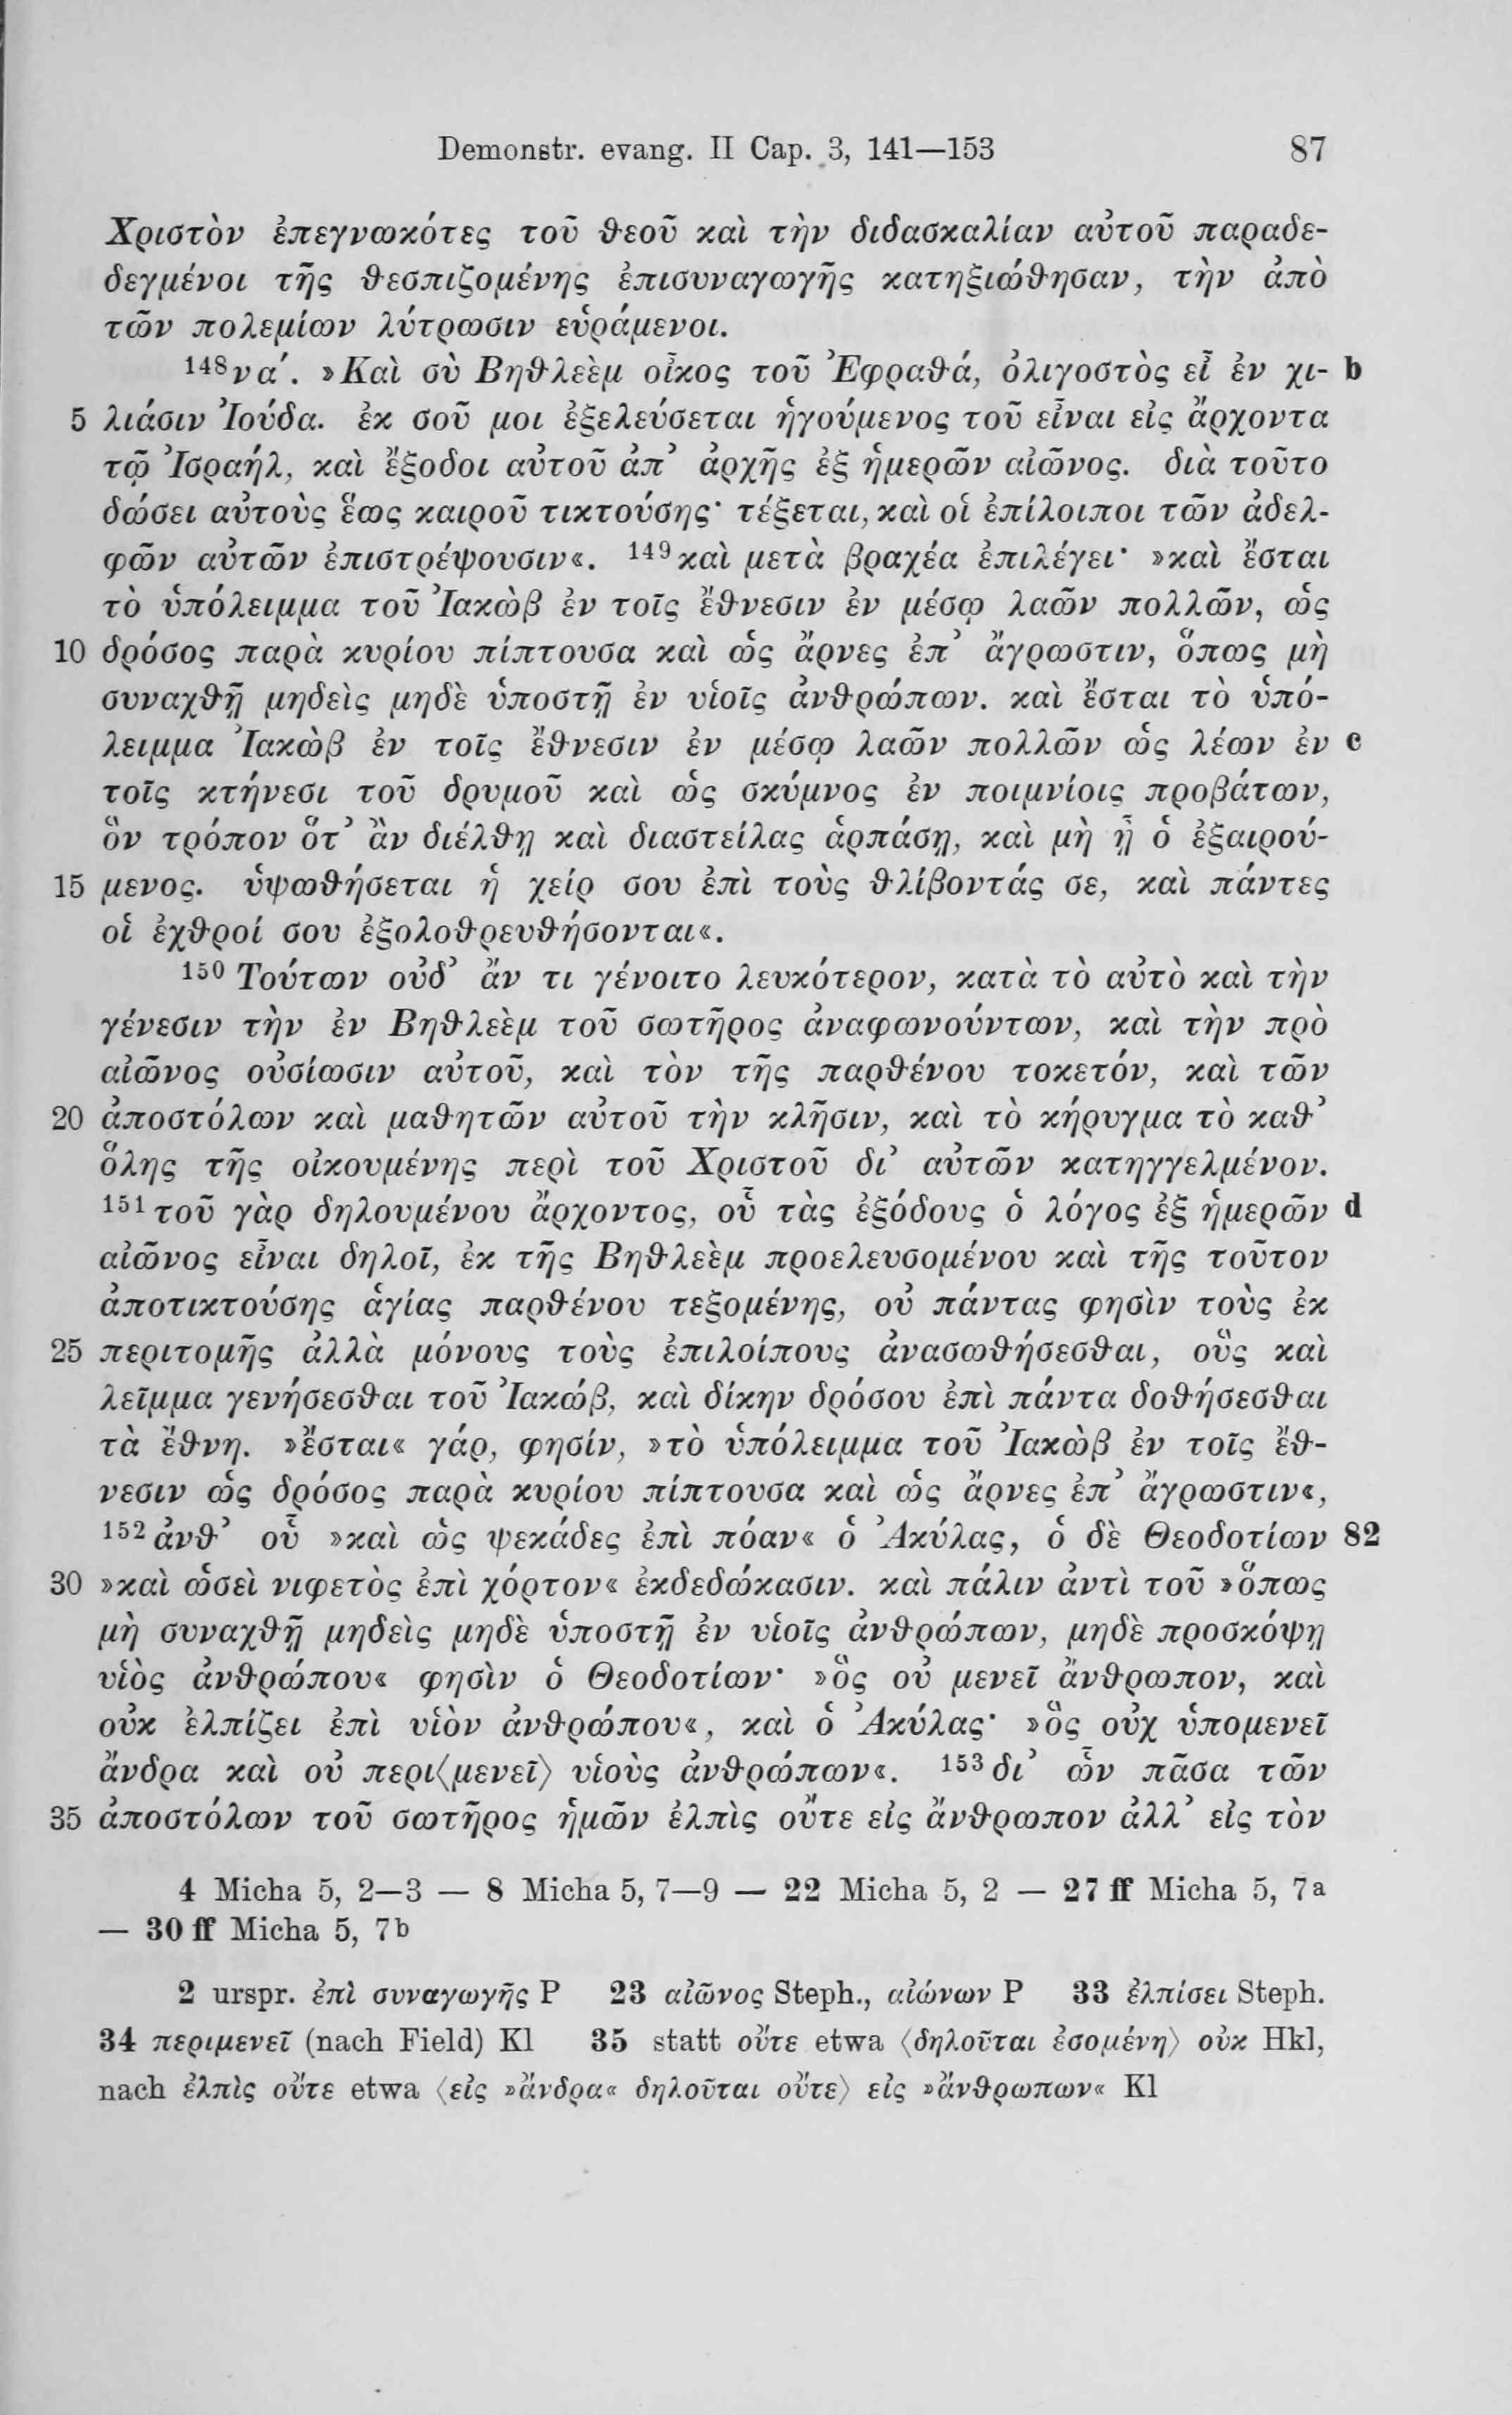 Demonstr. evang. II Cap. 3, 141—153 87
Χριστὸν ἐπεγνωκότες τοῦ θεοῦ καὶ τὴν διδασκαλίαν αὐτοῦ παραδε-
δεγμένοι τῆς θεσπιζομένης ἐπισυναγωγῆς κατηξιώθησαν, τὴν ἀπὸ
τῶν πολεμίων λύτρωσιν εὑράμενοι.
148 να΄. »Καὶ σὺ Βηθλεὲμ οἶκος τοῦ Ἐφραθά, ὀλιγοστὸς εἶ ἐν χι- b
5 λιάσιν Ἰούδα. ἐκ σοῦ μοι ἐξελεύσεται ἡγούμενος τοῦ εἶναι εἰς ἄρχοντα
τῷ Ἰσραήλ, καὶ ἔξοδοι αὐτοῦ ἀπ᾽ ἀρχῆς ἐξ ἡμερῶν αἰῶνος. διὰ τοῦτο
δώσει αὐτοὺς ἕως καιροῦ τικτούσης· τέξεται, καὶ οἱ ἐπίλοιποι τῶν ἀδελ-
φῶν αὐτῶν ἐπιστρέψουσιν«. 149 καὶ μετὰ βραχέα ἐπιλέγει· »καὶ ἔσται
τὸ ὑπόλειμμα τοῦ Ἰακὼβ ἐν τοῖς ἔθνεσιν ἐν μέσῳ λαῶν πολλῶν, ὡς
10 δρόσος παρὰ κυρίου πίπτουσα καὶ ὡς ἄρνες ἐπ᾽ ἄγρωστιν, ὅπως μὴ
συναχθῇ μηδεὶς μηδὲ ὑποστῇ ἐν υἱοῖς ἀνθρώπων. καὶ ἔσται τὸ ὑπό-
λειμμα Ἰακὼβ ἐν τοῖς ἔθνεσιν ἐν μέσῳ λαῶν πολλῶν ὡς λέων ἐν c
τοῖς κτήνεσι τοῦ δρυμοῦ καὶ ὡς σκύμνος ἐν ποιμνίοις προβάτων,
ὃν τρόπον ὅτ᾽ ἂν διέλθῃ καὶ διαστείλας ἁρπάσῃ, καὶ μὴ ᾖ ὁ ἐξαιρού-
15 μενος. ὑψωθήσεται ἡ χείρ σου ἐπὶ τοὺς θλίβοντάς σε, καὶ πάντες
οἱ ἐχθροί σου ἐξολοθρευθήσονται«.
150 Τούτων οὐδ᾽ ἄν τι γένοιτο λευκότερον, κατὰ τὸ αὐτὸ καὶ τὴν
γένεσιν τὴν ἐν Βηθλεὲμ τοῦ σωτῆρος ἀναφωνούντων, καὶ τὴν πρὸ
αἰῶνος οὐσίωσιν αὐτοῦ, καὶ τὸν τῆς παρθένου τοκετόν, καὶ τῶν
20 ἀποστόλων καὶ μαθητῶν αὐτοῦ τὴν κλῆσιν, καὶ τὸ κήρυγμα τὸ καθ᾽
ὅλης τῆς οἰκουμένης περὶ τοῦ Χριστοῦ δι᾽ αὐτῶν κατηγγελμένον.
151 τοῦ γὰρ δηλουμένου ἄρχοντος, οὗ τὰς ἐξόδους ὁ λόγος ἐξ ἡμερῶν d
αἰῶνος εἶναι δηλοῖ, ἐκ τῆς Βηθλεὲμ προελευσομένου καὶ τῆς τοῦτον
ἀποτικτούσης ἁγίας παρθένου τεξομένης, οὐ πάντας φησὶν τοὺς ἐκ
25 περιτομῆς ἀλλὰ μόνους τοὺς ἐπιλοίπους ἀνασωθήσεσθαι, οὓς καὶ
λεῖμμα γενήσεσθαι τοῦ Ἰακώβ, καὶ δίκην δρόσου ἐπὶ πάντα δοθήσεσθαι
τὰ ἔθνη. »ἔσται« γάρ, φησίν, »τὸ ὑπόλειμμα τοῦ Ἰακὼβ ἐν τοῖς ἔθ-
νεσιν ὡς δρόσος παρὰ κυρίου πίπτουσα καὶ ὡς ἄρνες ἐπ᾽ ἄγρωστιν«,
152 ἀνθ᾽ οὗ »καὶ ὡς ψεκάδες ἐπὶ πόαν« ὁ Ἀκύλας, ὁ δὲ Θεοδοτίων 82
30 »καὶ ὡσεὶ νιφετὸς ἐπὶ χόρτον« ἐκδεδώκασιν. καὶ πάλιν ἀντὶ τοῦ »ὅπως
μὴ συναχθῇ μηδεὶς μηδὲ ὑποστῇ ἐν υἱοῖς ἀνθρώπων, μηδὲ προσκόψῃ
υἱὸς ἀνθρώπου« φησὶν ὁ Θεοδοτίων· »ὃς οὐ μενεῖ ἄνθρωπον, καὶ
οὐκ ἐλπίζει ἐπὶ υἱὸν ἀνθρώπου«, καὶ ὁ Ἀκύλας· »ὃς οὐχ ὑπομενεῖ
ἄνδρα καὶ οὐ περι⟨μενεῖ⟩ υἱοὺς ἀνθρώπων«. 153 δι᾽ ὧν πᾶσα τῶν
35 ἀποστόλων τοῦ σωτῆρος ἡμῶν ἐλπὶς οὔτε εἰς ἄνθρωπον ἀλλ᾽ εἰς τὸν
4 Micha 5, 2—3 — 8 Micha 5, 7—9 — 22 Micha 5, 2 — 27 ff Micha 5, 7a
— 30 ff Micha 5, 7b
2 urspr. ἐπὶ συναγωγῆς P 23 αἰῶνος Steph., αἰώνων P 33 ἐλπίσει Steph.
34 περιμενεῖ (nach Field) Kl 35 statt οὔτε etwa ⟨δηλοῦται ἐσομένη⟩ οὐκ Hkl,
nach ἐλπὶς οὔτε etwa ⟨εἰς »ἄνδρα« δηλοῦται οὔτε⟩ εἰς »ἄνθρωπων« Kl